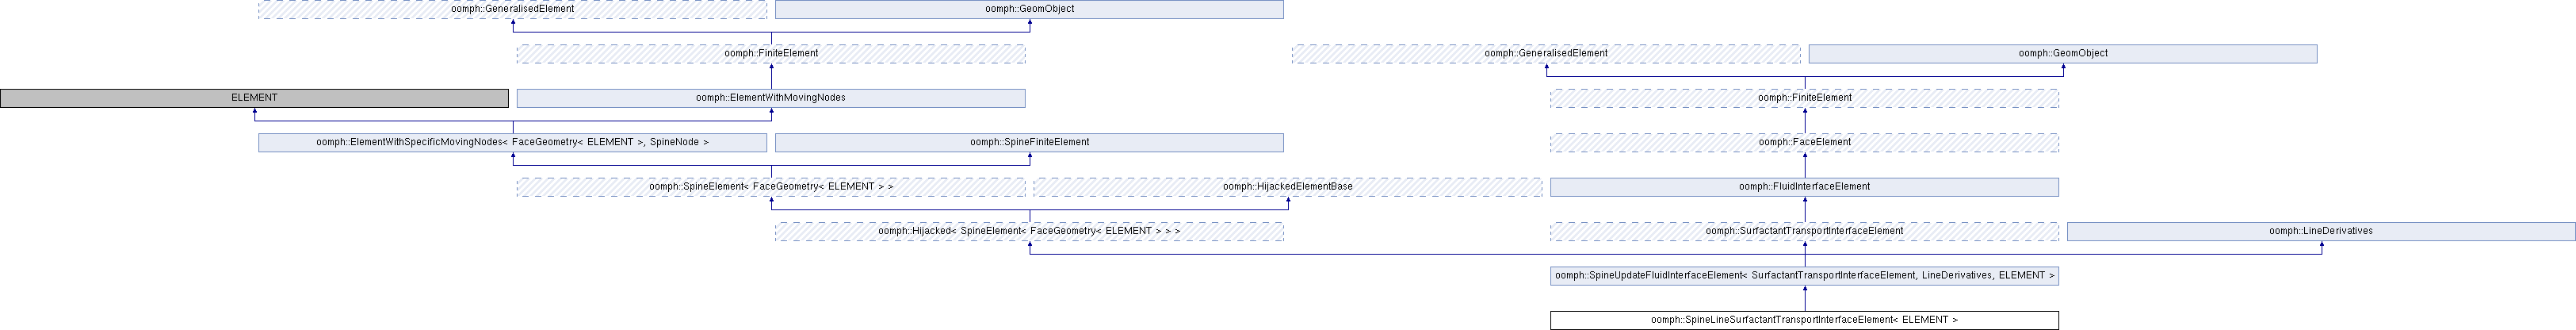 oomph::GeneralisedElement
oomph::GeomObject
oomph::FiniteElement
oomph::GeneralisedElement
oomph::GeomObject
ELEMENT
oomph::ElementWithMovingNodes
oomph::FiniteElement
oomph::ElementWithSpecificMovingNodes< FaceGeometry< ELEMENT >, SpineNode >
oomph::SpineFiniteElement
oomph::FaceElement
oomph::SpineElement< FaceGeometry< ELEMENT > >
oomph::HijackedElementBase
oomph::FluidInterfaceElement
oomph::Hijacked< SpineElement< FaceGeometry< ELEMENT > > >
oomph::SurfactantTransportInterfaceElement
oomph::LineDerivatives
oomph::SpineUpdateFluidInterfaceElement< SurfactantTransportInterfaceElement, LineDerivatives, ELEMENT >
oomph::SpineLineSurfactantTransportInterfaceElement< ELEMENT >